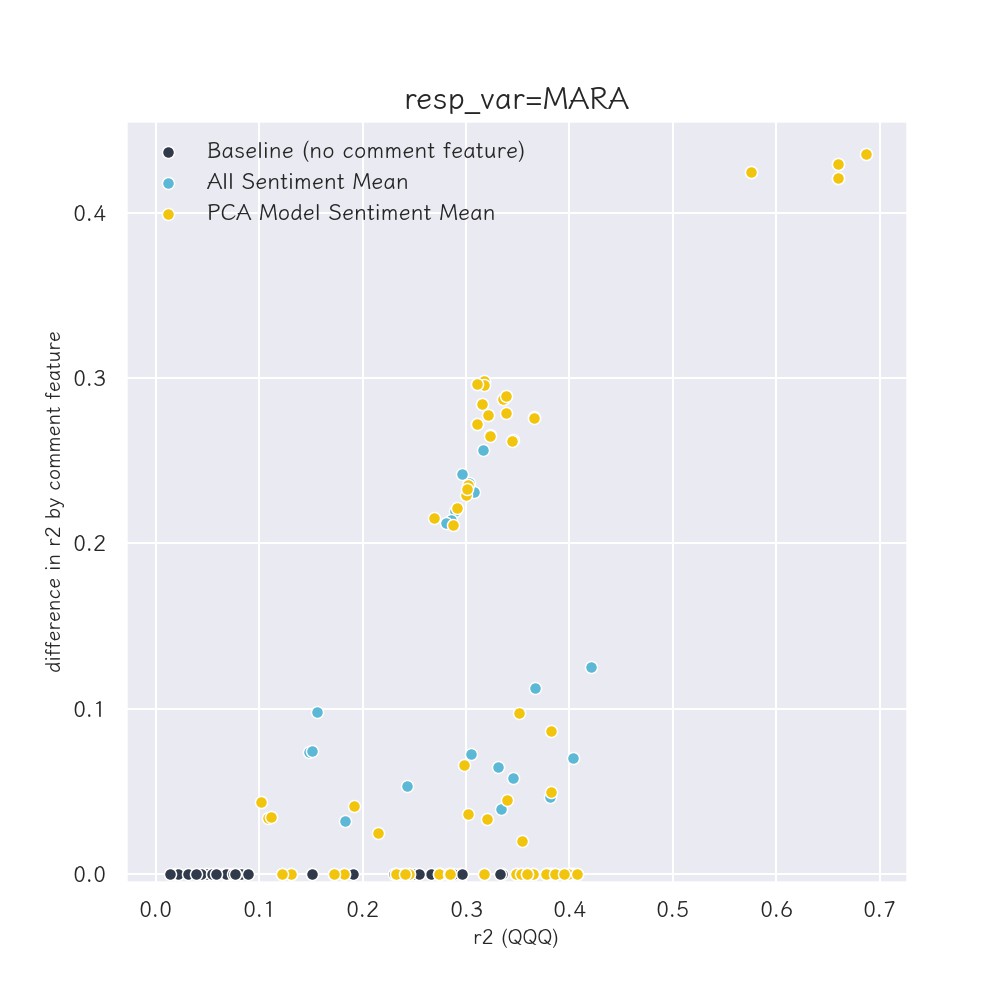 resp_var=MARA
Baseline (no comment feature)
All Sentiment Mean
PCA Model Sentiment Mean
difference in r2 by comment feature
0.4
0.3
0.2
0.1
0.0
0.0 0.1 0.2 0.3 0.4 0.5 0.6 0.7
r2 (QQQ)